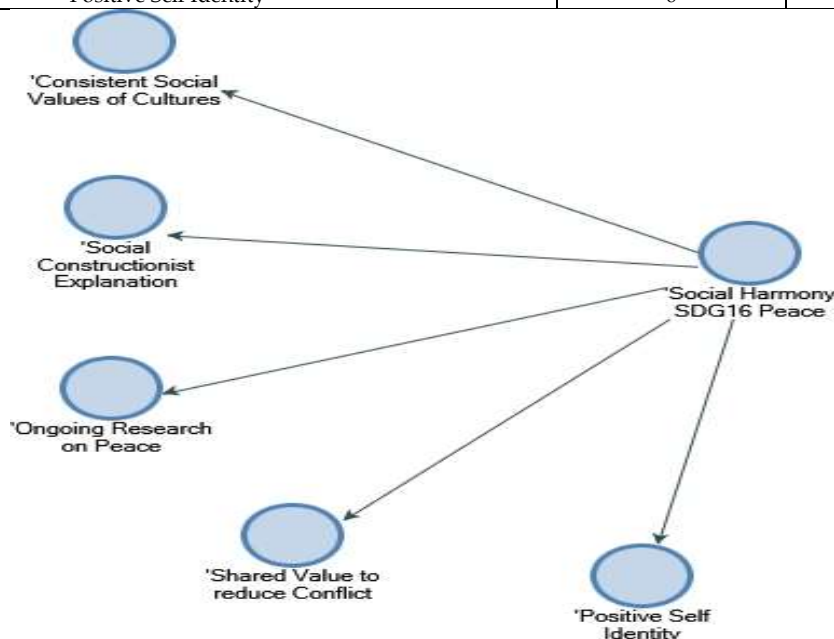 Positive Self Identity
'Consistent Social
Values of Cultures
'Social
Constructionist
Explanation
'Social Harmony
SDG16 Peace
'Ongoing Research
on Peace
'Shared Value to
reduce Conflict
'Positive Self
Identity